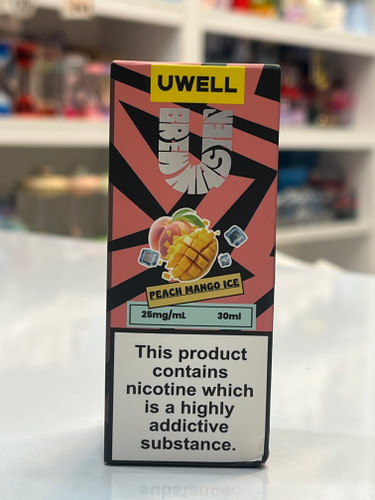 UWELL
PEACH MANGO ICE
25mg/mL 30ml
This product
contains
nicotine which
is a highly
addictive
substance.